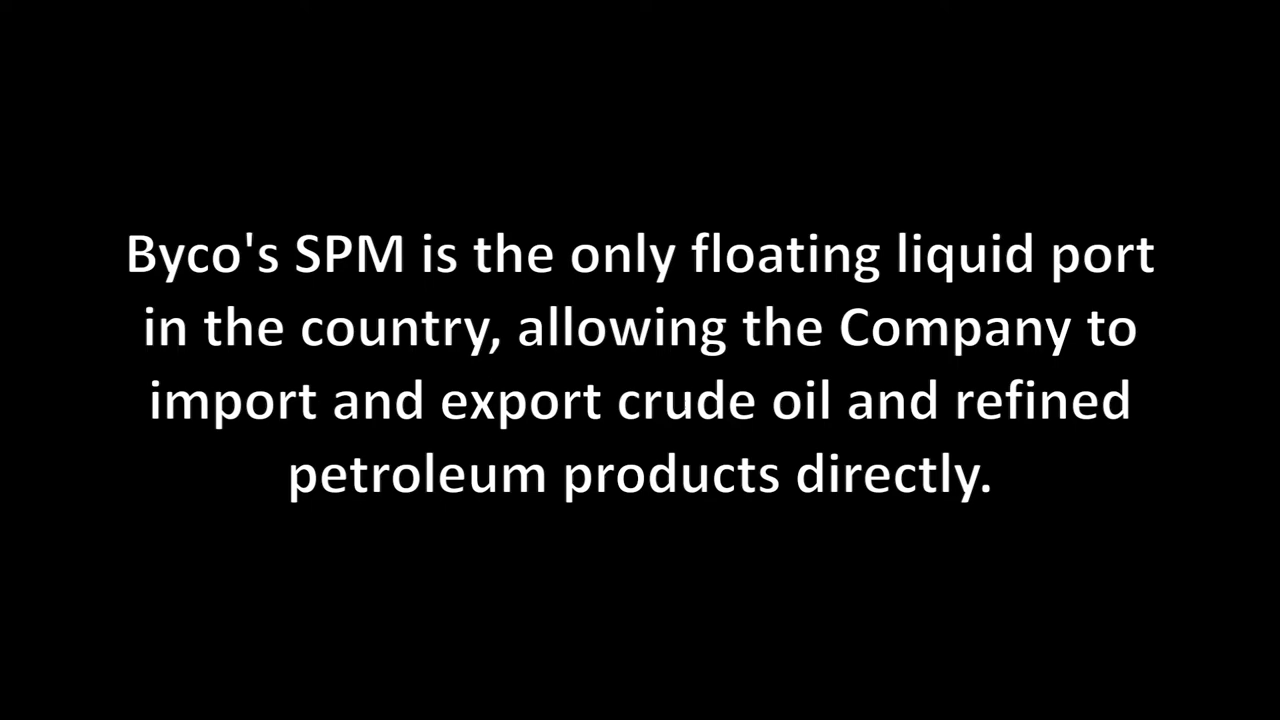 Byco's SPM is the only floating liquid port
in the country, allowing the Company to
import and export crude oil and refined
petroleum products directly.